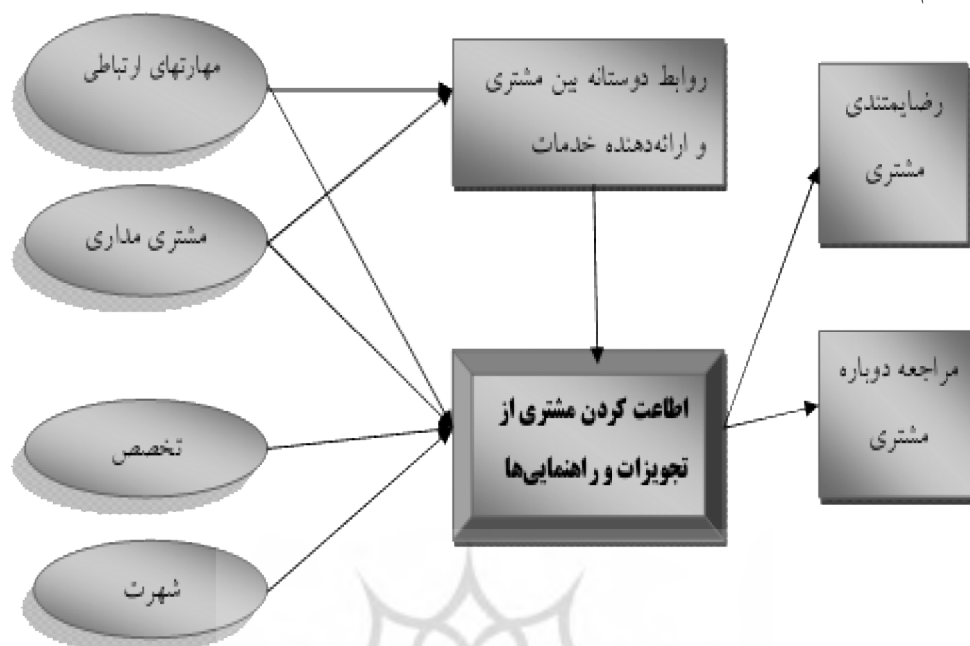 مهارتهای ارتباطی
مشتری مداری
تخصص
شهرت
روابط دوستانه بین مشتری
و ارائه‌دهنده خدمات
اطاعت کردن مشتری از
تجویزات و راهنمایی‌ها
رضایمتندی
مشتری
مراجعه دوباره
مشتری